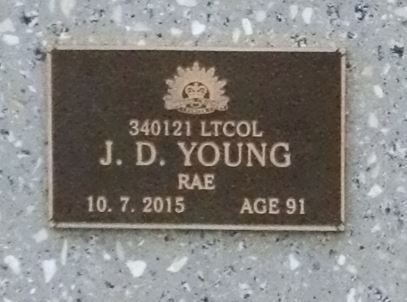 340121 LTCOL
J. D. YOUNG
RAE
10. 7. 2015 AGE 91